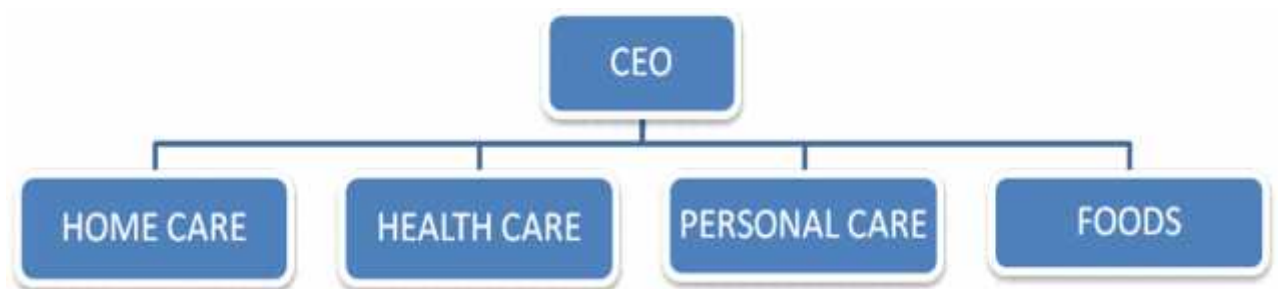 CEO
HOME CARE
HEALTH CARE
PERSONAL CARE
FOODS